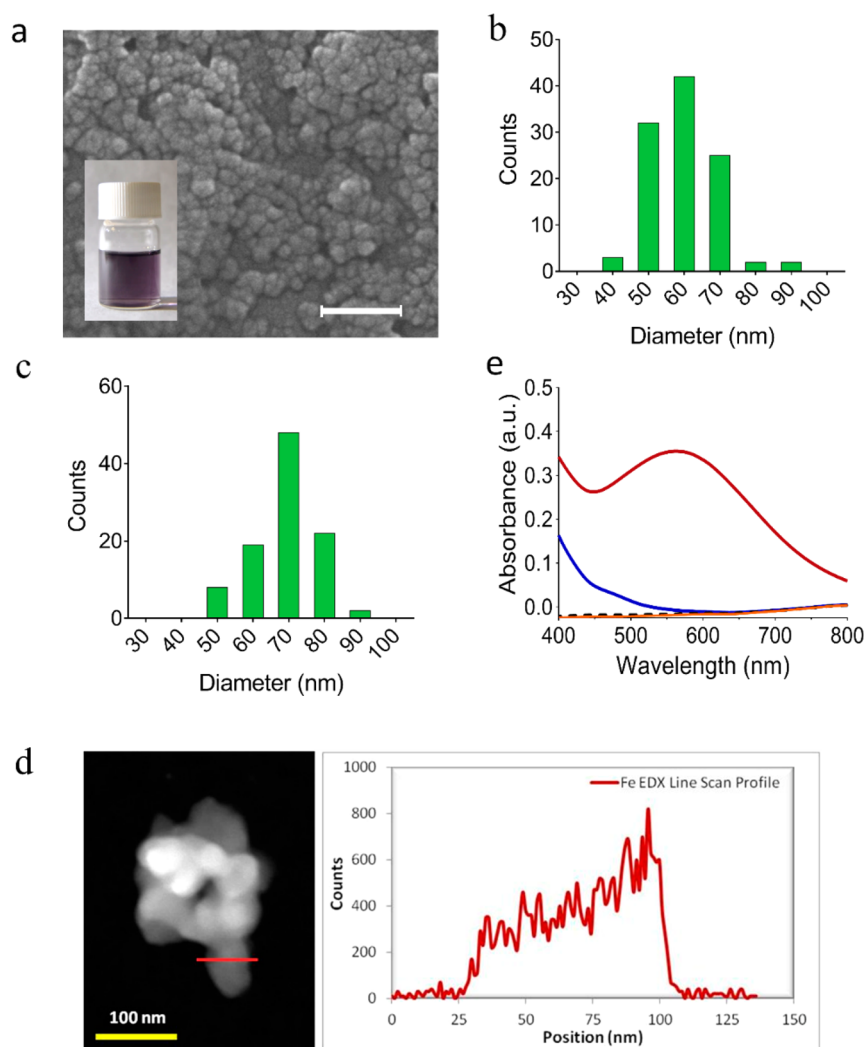 a
b
50
40
30
20
10
0
Counts
30 40 50 60 70 80 90 100
Diameter (nm)
c
60
40
20
0
Counts
30 40 50 60 70 80 90 100
Diameter (nm)
e
0.5
0.4
0.3
0.2
0.1
0.0
Absorbance (a.u.)
400 500 600 700 800
Wavelength (nm)
d
100 nm
1000
800
600
400
200
0
Counts
Fe EDX Line Scan Profile
0 25 50 75 100 125 150
Position (nm)